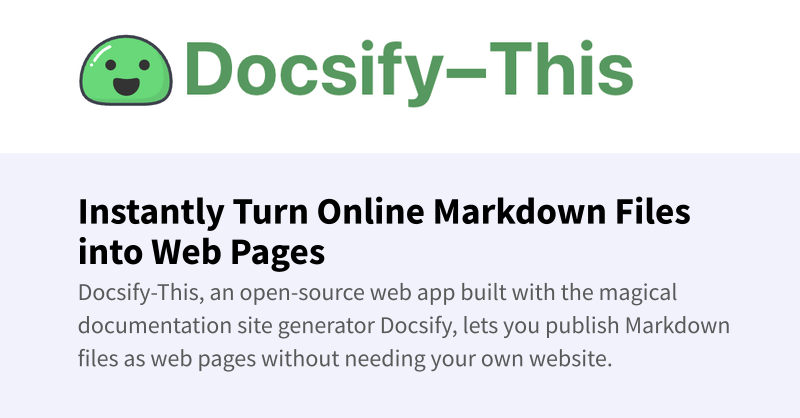 Docsify–This
Instantly Turn Online Markdown Files
into Web Pages
Docsify-This, an open-source web app built with the magical
documentation site generator Docsify, lets you publish Markdown
files as web pages without needing your own website.